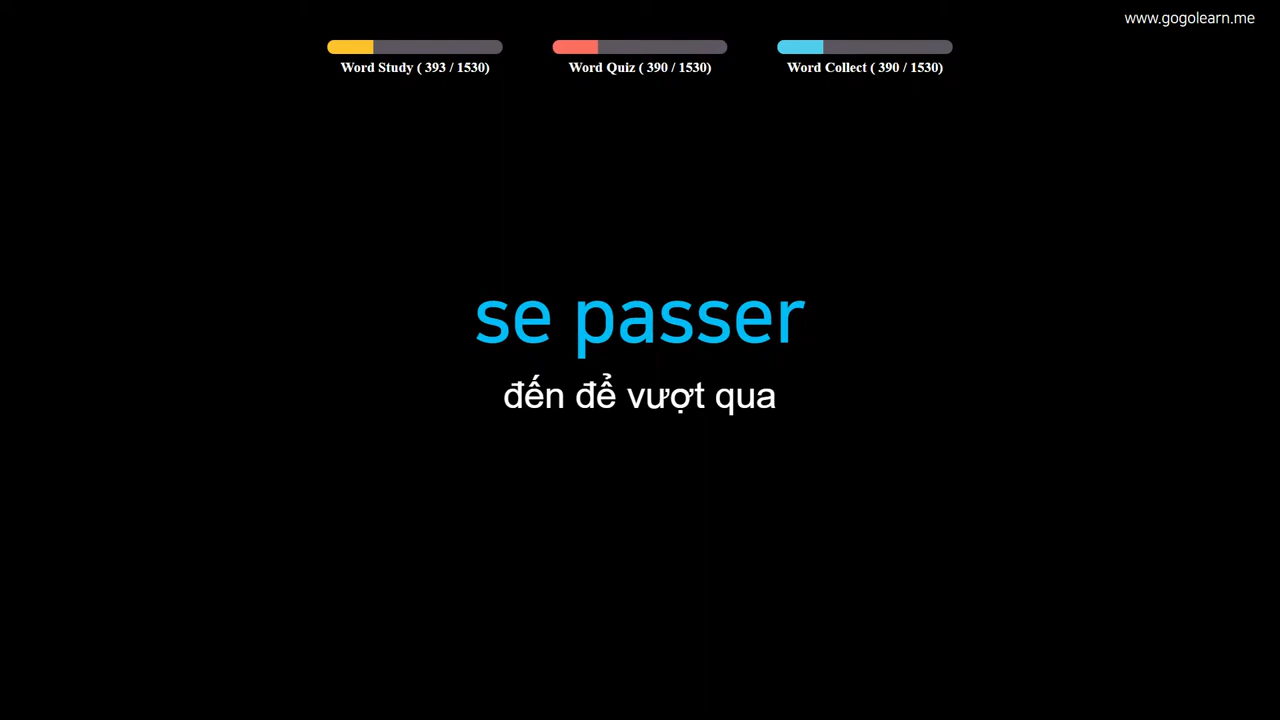 www.gogolearn.me
Word Study ( 393 / 1530)
Word Quiz ( 390 / 1530)
Word Collect ( 390 / 1530)
se passer
đến để vượt qua